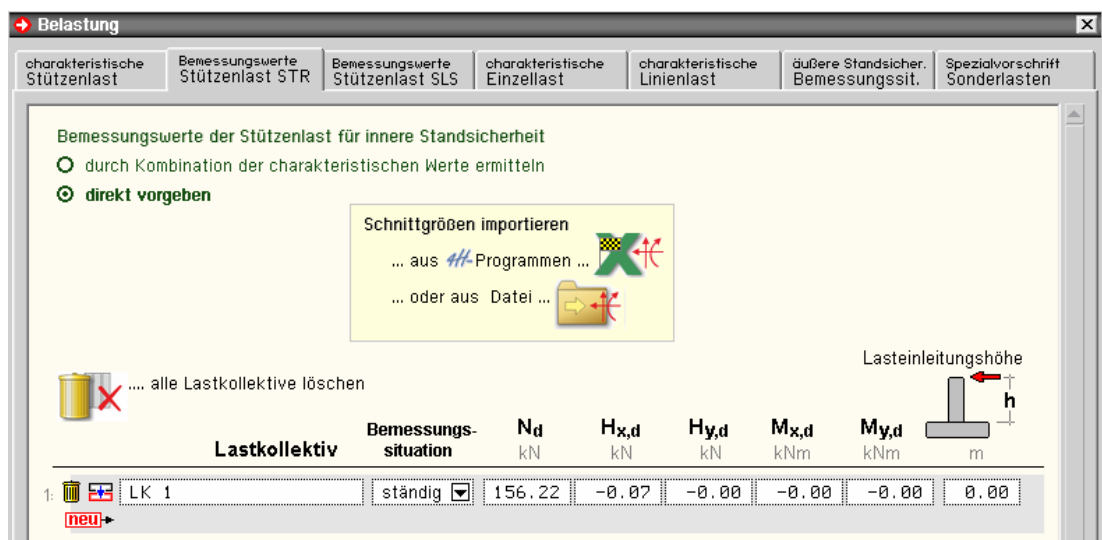 Belastung
charakteristische Stützenlast
Bemessungswerte Stützenlast STR
Bemessungswerte Stützenlast SLS
charakteristische Einzellast
charakteristische Linienlast
äußere Standsicher. Bemessungssit.
Spezialvorschrift Sonderlasten
Bemessungswerte der Stützenlast für innere Standsicherheit
durch Kombination der charakteristischen Werte ermitteln
direkt vorgeben
Schnittgrößen importieren
... aus 4H-Programmen ...
... oder aus Datei ...
Lasteinleitungshöhe
.... alle Lastkollektive löschen
h
Lastkollektiv Bemessungs-situation Nd Hx,d Hy,d Mx,d My,d
kN kN kN kNm kNm m
1: LK 1 ständig 156.22 -0.07 -0.00 -0.00 -0.00 0.00
neu